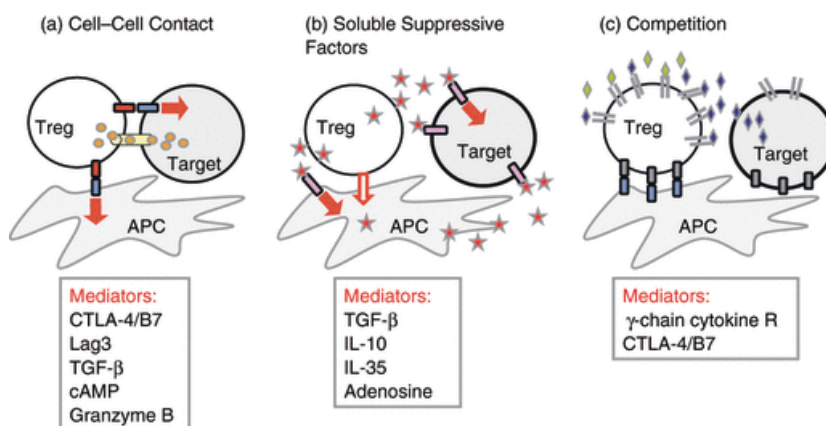 (a) Cell–Cell Contact
Treg
Target
APC
Mediators:
CTLA-4/B7
Lag3
TGF-β
cAMP
Granzyme B
(b) Soluble Suppressive
Factors
Treg
Target
APC
Mediators:
TGF-β
IL-10
IL-35
Adenosine
(c) Competition
Treg
Target
APC
Mediators:
γ-chain cytokine R
CTLA-4/B7